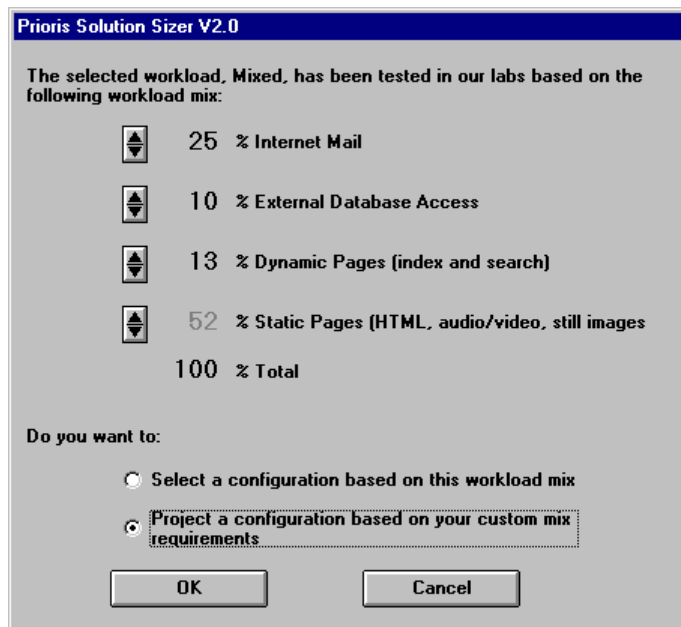 Prioris Solution Sizer V2.0
The selected workload, Mixed, has been tested in our labs based on the
following workload mix:
25 % Internet Mail
10 % External Database Access
13 % Dynamic Pages (index and search)
52 % Static Pages (HTML, audio/video, still images
100 % Total
Do you want to:
Select a configuration based on this workload mix
Project a configuration based on your custom mix
requirements
OK Cancel